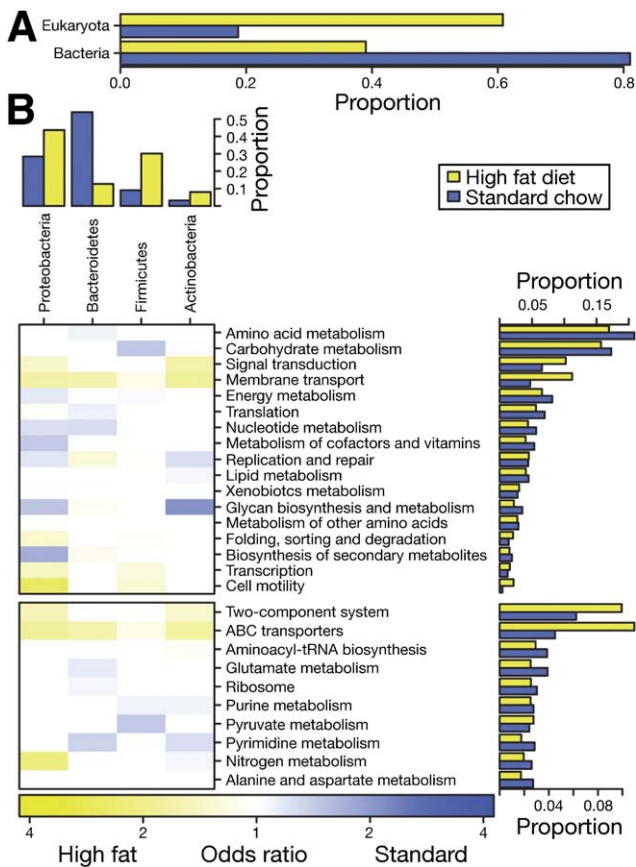 A
Eukaryota
Bacteria
0.0 0.2 0.4 0.6 0.8
Proportion
B
0.5
0.4
0.3
0.2
0.1
Proportion
High fat diet
Standard chow
Proteobacteria
Bacteroidetes
Firmicutes
Actinobacteria
Proportion
0.05 0.15
Amino acid metabolism
Carbohydrate metabolism
Signal transduction
Membrane transport
Energy metabolism
Translation
Nucleotide metabolism
Metabolism of cofactors and vitamins
Replication and repair
Lipid metabolism
Xenobiotcs metabolism
Glycan biosynthesis and metabolism
Metabolism of other amino acids
Folding, sorting and degradation
Biosynthesis of secondary metabolites
Transcription
Cell motility
Two-component system
ABC transporters
Aminoacyl-tRNA biosynthesis
Glutamate metabolism
Ribosome
Purine metabolism
Pyruvate metabolism
Pyrimidine metabolism
Nitrogen metabolism
Alanine and aspartate metabolism
0.04 0.08
Proportion
4 2 1 2 4
High fat Odds ratio Standard